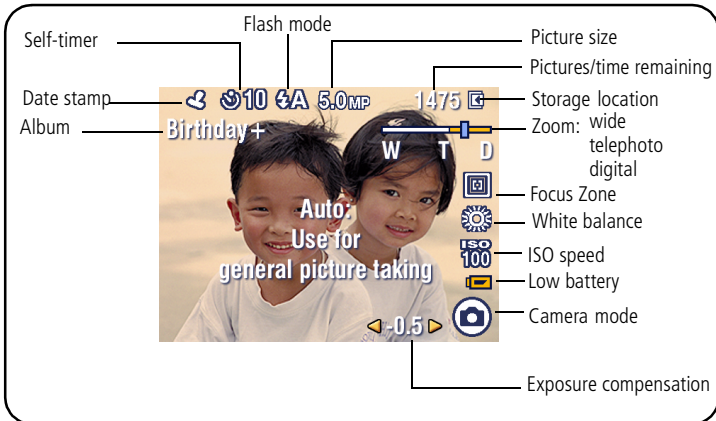 Flash mode
Self-timer
Picture size
Pictures/time remaining
Date stamp
10 A 5.0MP 1475
Storage location
Album
Birthday+
Zoom: wide
telephoto
digital
W T D
Focus Zone
Auto:
Use for
general picture taking
White balance
ISO
100
ISO speed
Low battery
Camera mode
-0.5
Exposure compensation